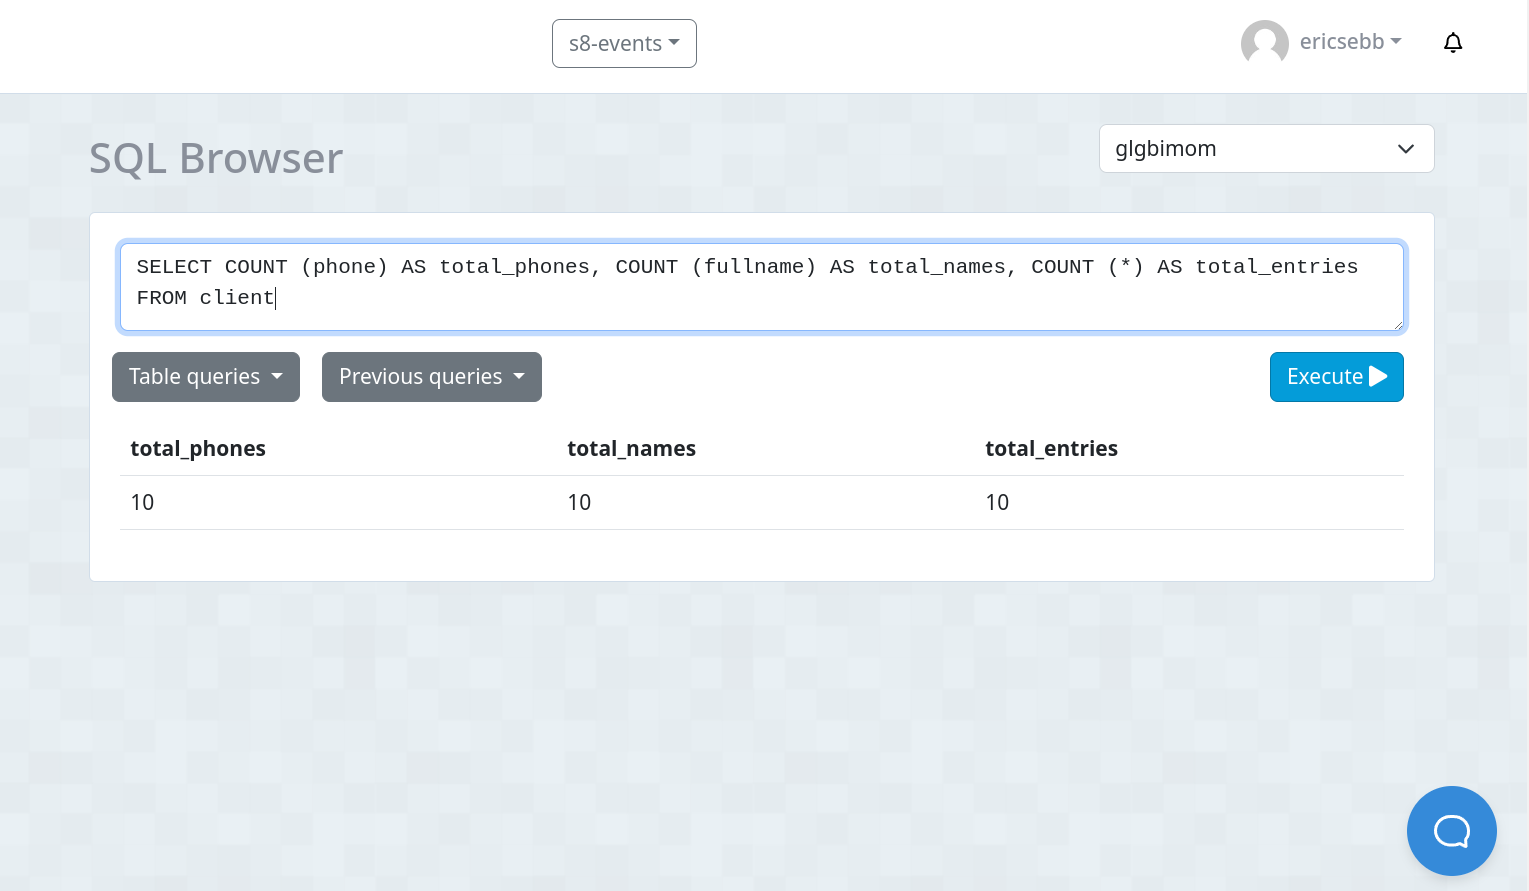 s8-events
ericsebb
SQL Browser
glgbimom
SELECT COUNT (phone) AS total_phones, COUNT (fullname) AS total_names, COUNT (*) AS total_entries
FROM client
Table queries
Previous queries
Execute
total_phones total_names total_entries
10 10 10